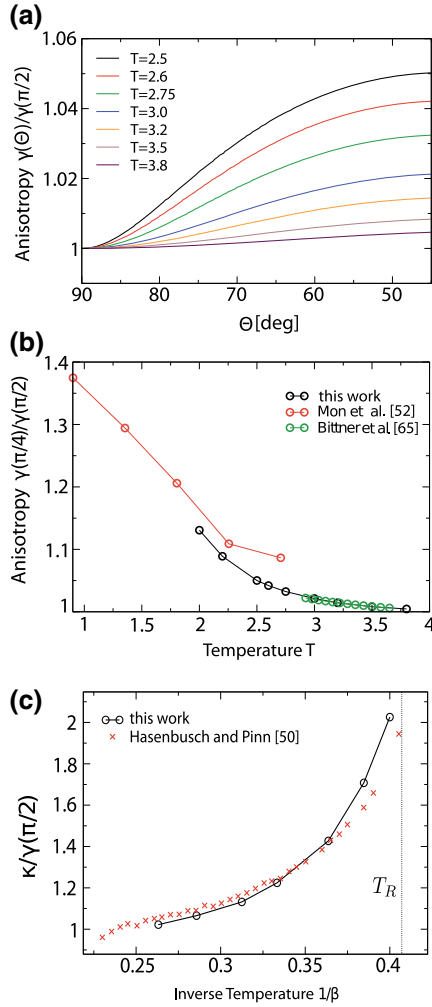 (a)
Anisotropy γ(Θ)/γ(π/2)
1.06
1.04
1.02
1
T=2.5
T=2.6
T=2.75
T=3.0
T=3.2
T=3.5
T=3.8
90
80
70
60
50
Θ[deg]
(b)
Anisotropy γ(π/4)/γ(π/2)
1.4
1.3
1.2
1.1
1
this work
Mon et al. [52]
Bittner et al. [65]
1
1.5
2
2.5
3
3.5
4
Temperature T
(c)
κ/γ(π/2)
2
1.8
1.6
1.4
1.2
1
this work
Hasenbusch and Pinn [50]
T_R
0.25
0.3
0.35
0.4
Inverse Temperature 1/β